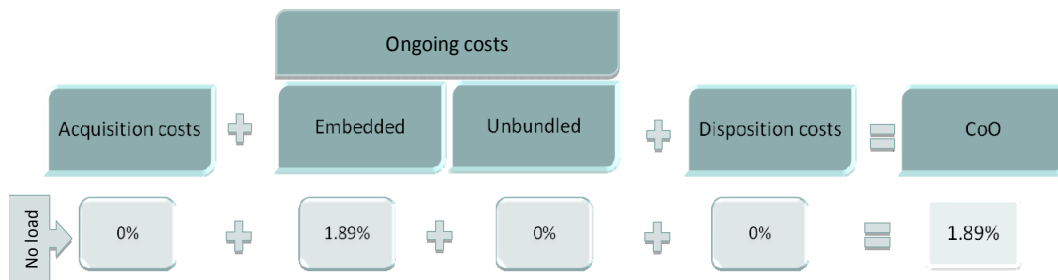 Ongoing costs
Acquisition costs + Embedded Unbundled + Disposition costs = CoO
No load
0% + 1.89% + 0% + 0% = 1.89%